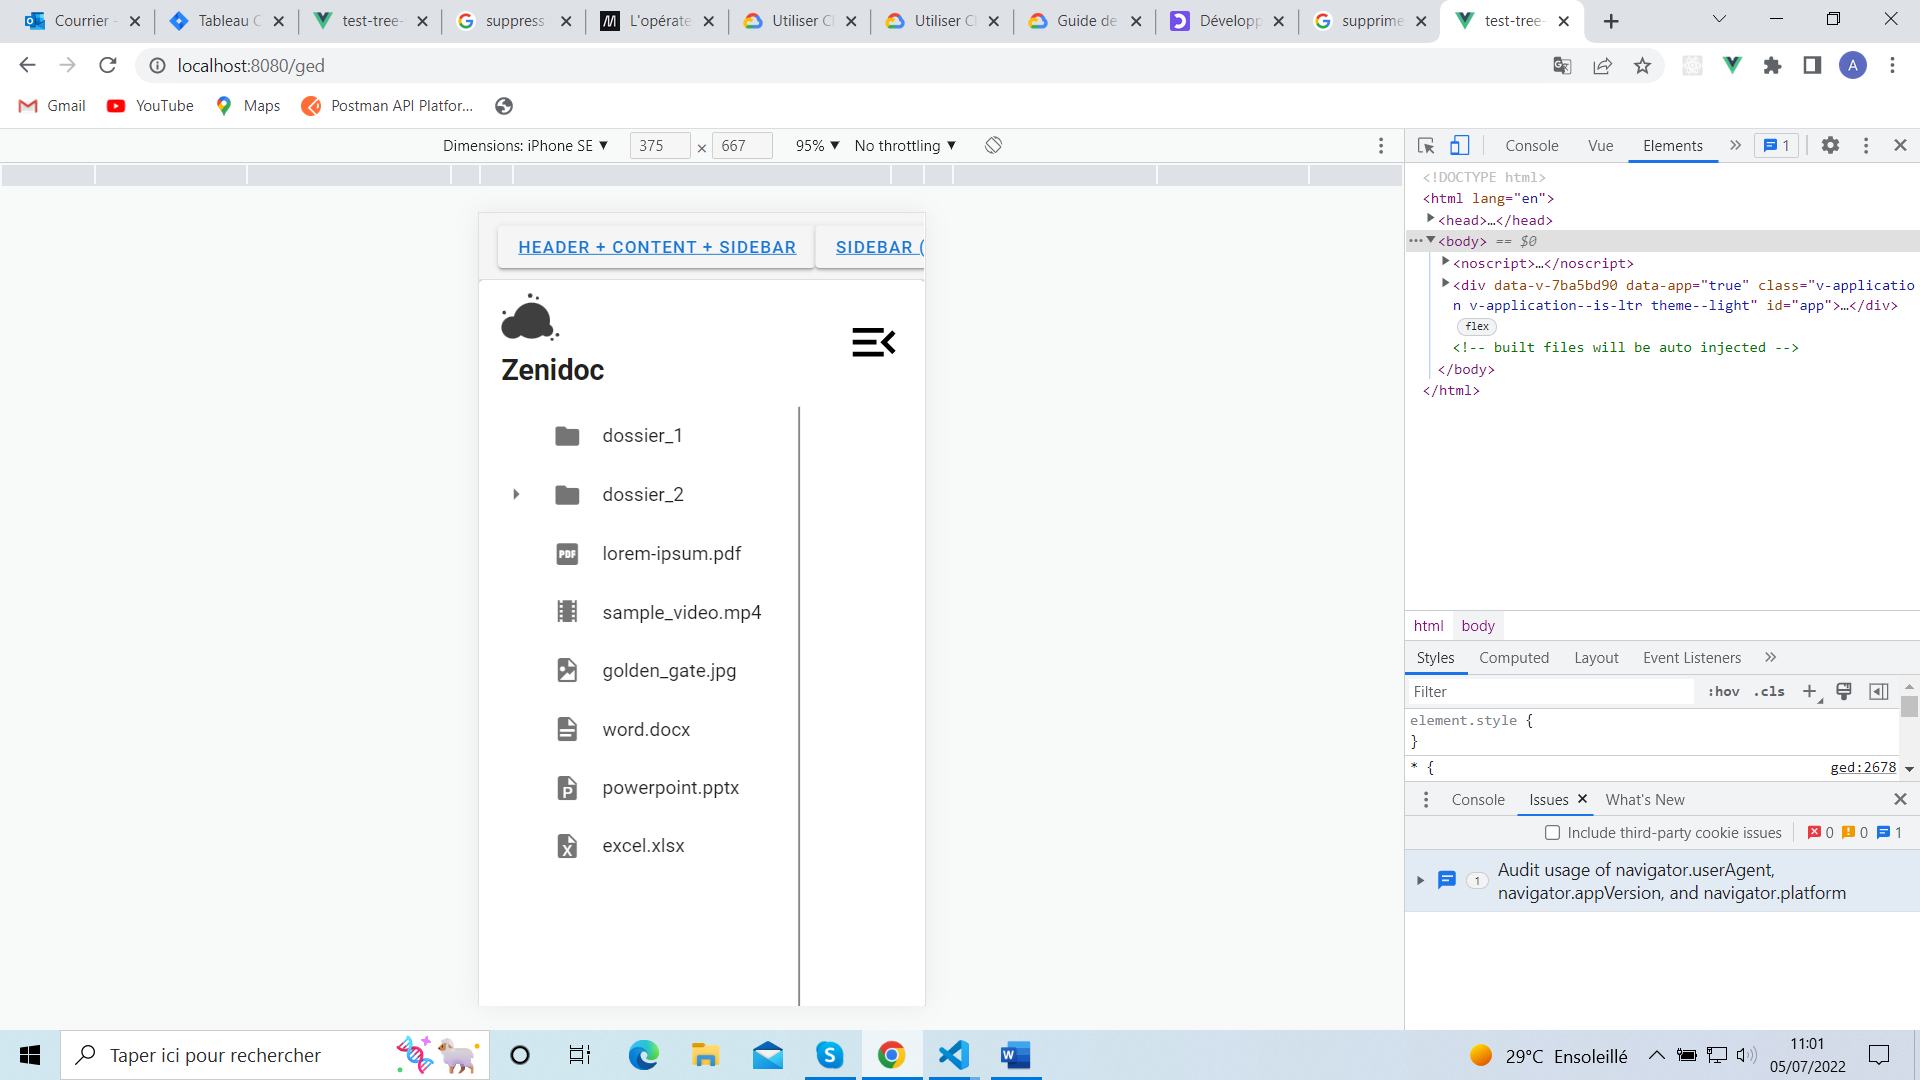 Courrier - Tableau C test-tree- suppress L'opérate Utiliser Cl Utiliser Cl Guide de Développ supprime test-tree-
localhost:8080/ged A
Gmail YouTube Maps Postman API Platfor...
Dimensions: iPhone SE ▼ 375 × 667 95% ▼ No throttling ▼
Console Vue Elements » 1
<!DOCTYPE html>
<html lang="en">
<head>…</head>
<body> == $0
<noscript>…</noscript>
<div data-v-7ba5bd90 data-app="true" class="v-applicatio
n v-application--is-ltr theme--light" id="app">…</div>
flex
<!-- built files will be auto injected -->
</body>
</html>
HEADER + CONTENT + SIDEBAR SIDEBAR (
Zenidoc
dossier_1
dossier_2
PDF lorem-ipsum.pdf
sample_video.mp4
golden_gate.jpg
word.docx
P powerpoint.pptx
X excel.xlsx
html body
Styles Computed Layout Event Listeners »
Filter :hov .cls +
element.style {
}
* { ged:2678
Console Issues × What's New
Include third-party cookie issues 0 0 1
1 Audit usage of navigator.userAgent,
navigator.appVersion, and navigator.platform
Taper ici pour rechercher
29°C Ensoleillé
11:01
05/07/2022